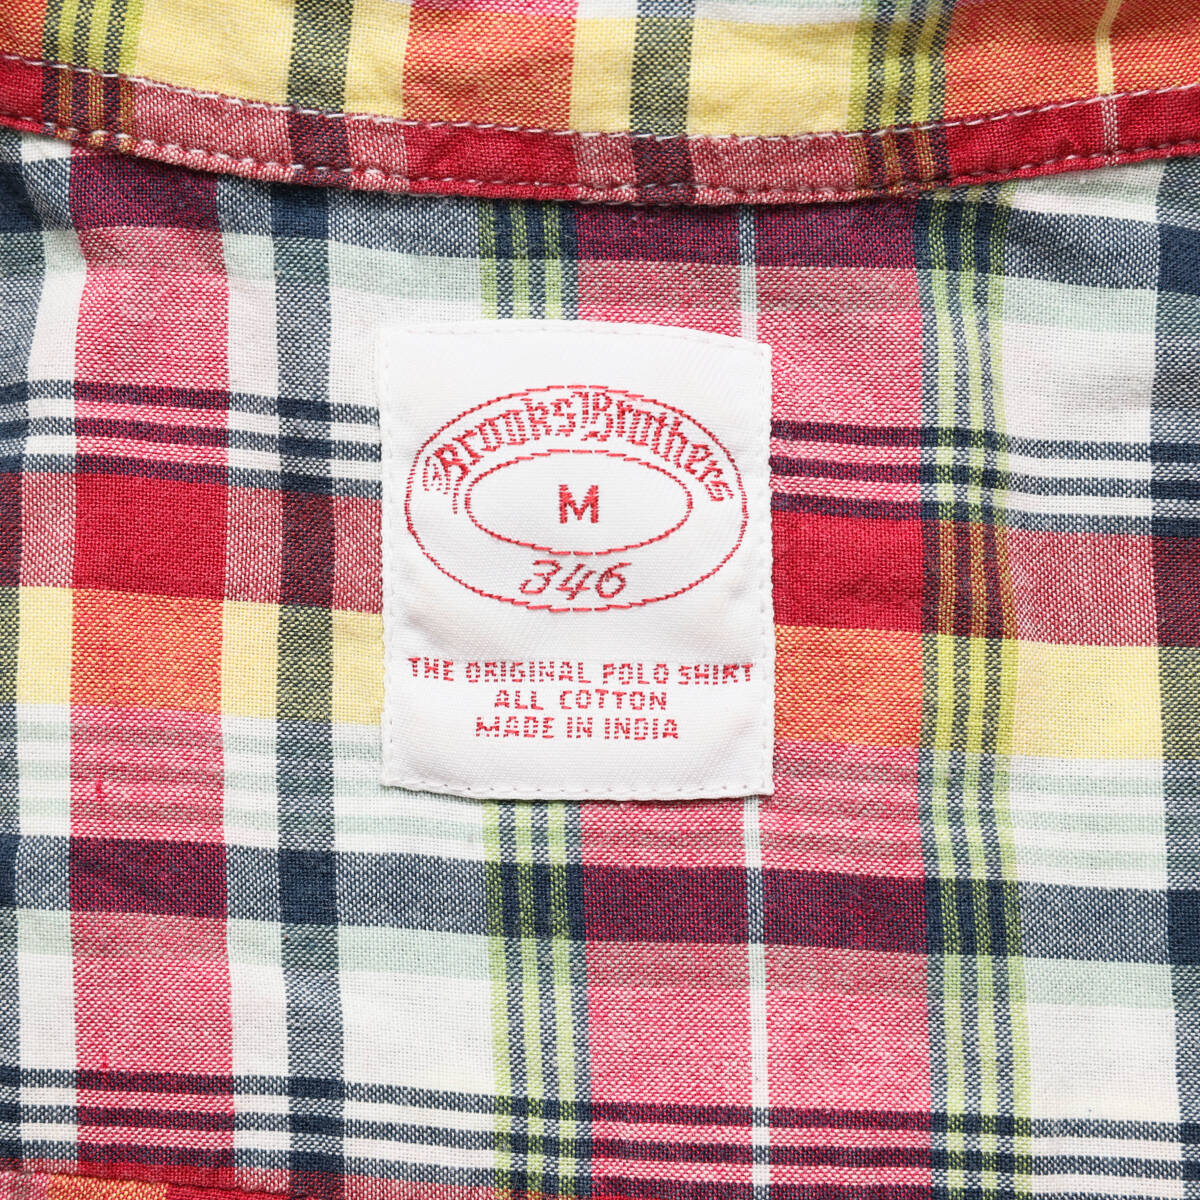 Brooks Brothers
M
346
THE ORIGINAL POLO SHIRT
ALL COTTON
MADE IN INDIA